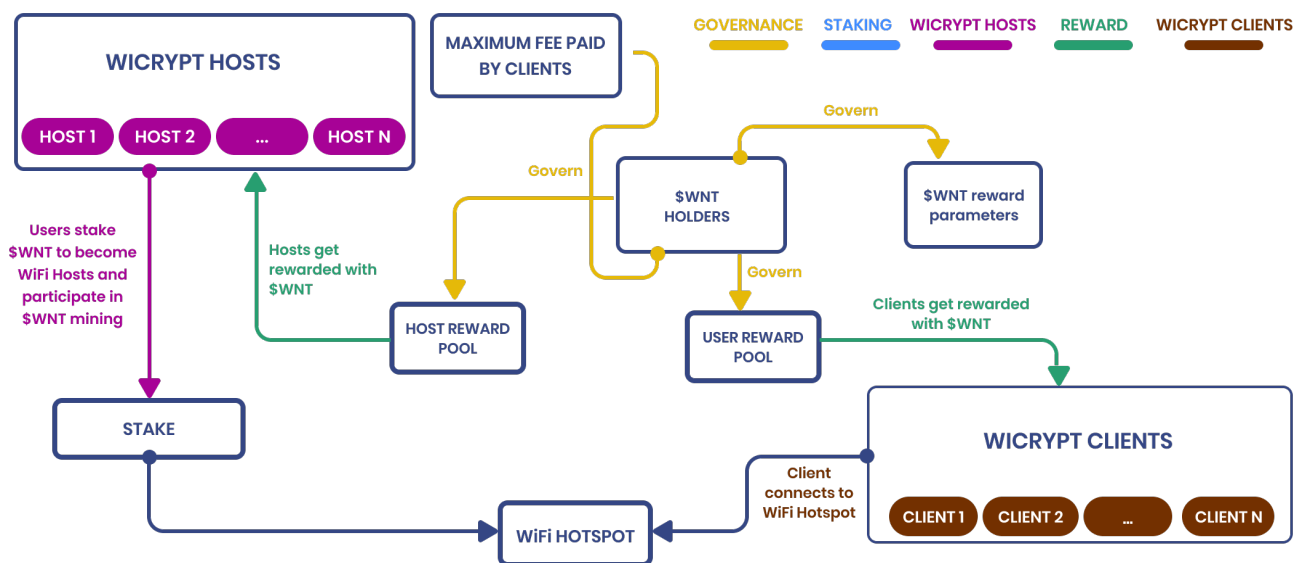 GOVERNANCE
STAKING
WICRYPT HOSTS
REWARD
WICRYPT CLIENTS
WICRYPT HOSTS
HOST 1
HOST 2
...
HOST N
MAXIMUM FEE PAID
BY CLIENTS
Govern
Govern
$WNT
HOLDERS
$WNT reward
parameters
Users stake
$WNT to become
WiFi Hosts and
participate in
$WNT mining
Hosts get
rewarded with
$WNT
Govern
HOST REWARD
POOL
USER REWARD
POOL
Clients get rewarded
with $WNT
STAKE
WICRYPT CLIENTS
CLIENT 1
CLIENT 2
...
CLIENT N
Client
connects to
WiFi Hotspot
WiFi HOTSPOT